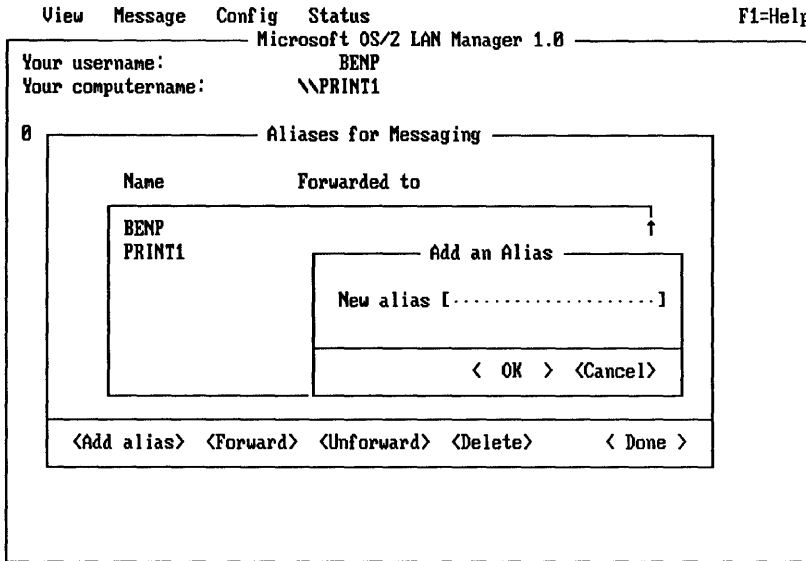 View Message Config Status F1=Help
Microsoft OS/2 LAN Manager 1.0
Your username: BENP
Your computername: \\PRINT1
0
Aliases for Messaging
Name Forwarded to
BENP ↑
PRINT1
Add an Alias
New alias [·····················]
< OK > <Cancel>
<Add alias> <Forward> <Unforward> <Delete> < Done >